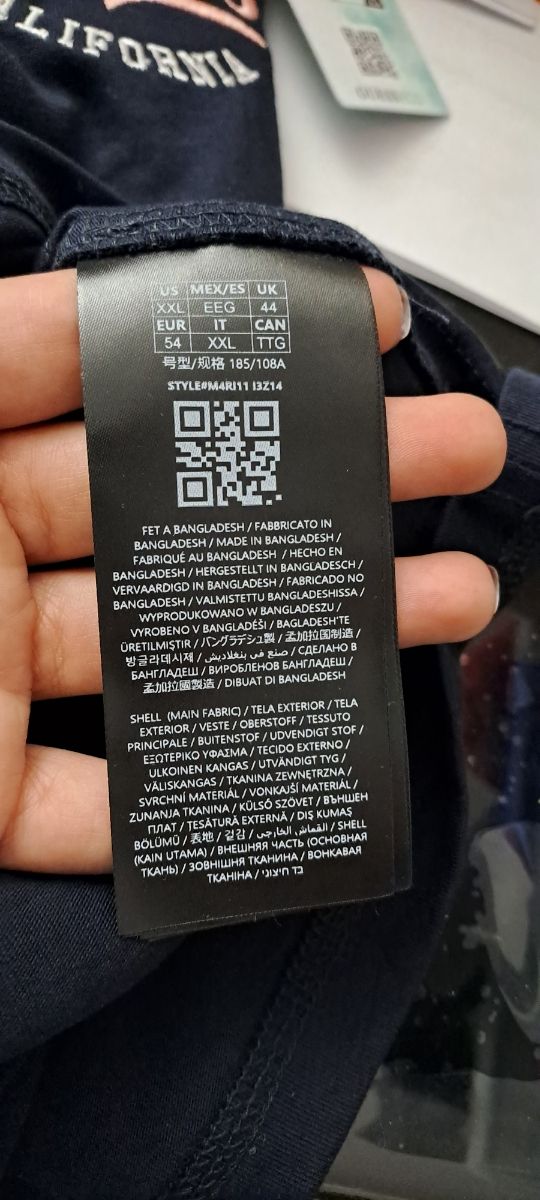 CALIFORNIA
US MEX/ES UK
XXL EEG 44
EUR IT CAN
54 XXL TTG
号型/规格 185/108A
STYLE#M4RI11 I3Z14
FET A BANGLADESH / FABBRICATO IN
BANGLADESH / MADE IN BANGLADESH /
FABRIQUÉ AU BANGLADESH / HECHO EN
BANGLADESH / HERGESTELLT IN BANGLADESCH /
VERVAARDIGD IN BANGLADESH / FABRICADO NO
BANGLADESH / VALMISTETTU BANGLADESHISSA /
WYPRODUKOWANO W BANGLADESZU /
VYROBENO V BANGLADÉŠI / BAGLADESH'TE
ÜRETILMIŞTIR / バングラデシュ製 / 孟加拉国制造 /
방글라데시제 / صنع في بنغلاديش / СДЕЛАНО В
БАНГЛАДЕШ / ВИРОБЛЕНОВ БАНГЛАДЕШ /
孟加拉國製造 / DIBUAT DI BANGLADESH
SHELL (MAIN FABRIC) / TELA EXTERIOR / TELA
EXTERIOR / VESTE / OBERSTOFF / TESSUTO
PRINCIPALE / BUITENSTOF / UDVENDIGT STOF /
ΕΞΩΤΕΡΙΚΟ ΥΦΑΣΜΑ / TECIDO EXTERNO /
ULKOINEN KANGAS / UTVÄNDIGT TYG /
VÄLISKANGAS / TKANINA ZEWNĘTRZNA /
SVRCHNÍ MATERIÁL / VONKAJŠÍ MATERIÁL /
ZUNANJA TKANINA / KÜLSŐ SZÖVET / ВЪНШЕН
ПЛАТ / ȚESĂTURĂ EXTERNĂ / DIŞ KUMAŞ
BÖLÜMÜ / 表地 / 겉감 / القماش الخارجي / SHELL
(KAIN UTAMA) / ВНЕШНЯЯ ЧАСТЬ (ОСНОВНАЯ
ТКАНЬ) / ЗОВНІШНЯ ТКАНИНА / ВОНКАВАЯ
ТКАНІНА / בד חיצוני